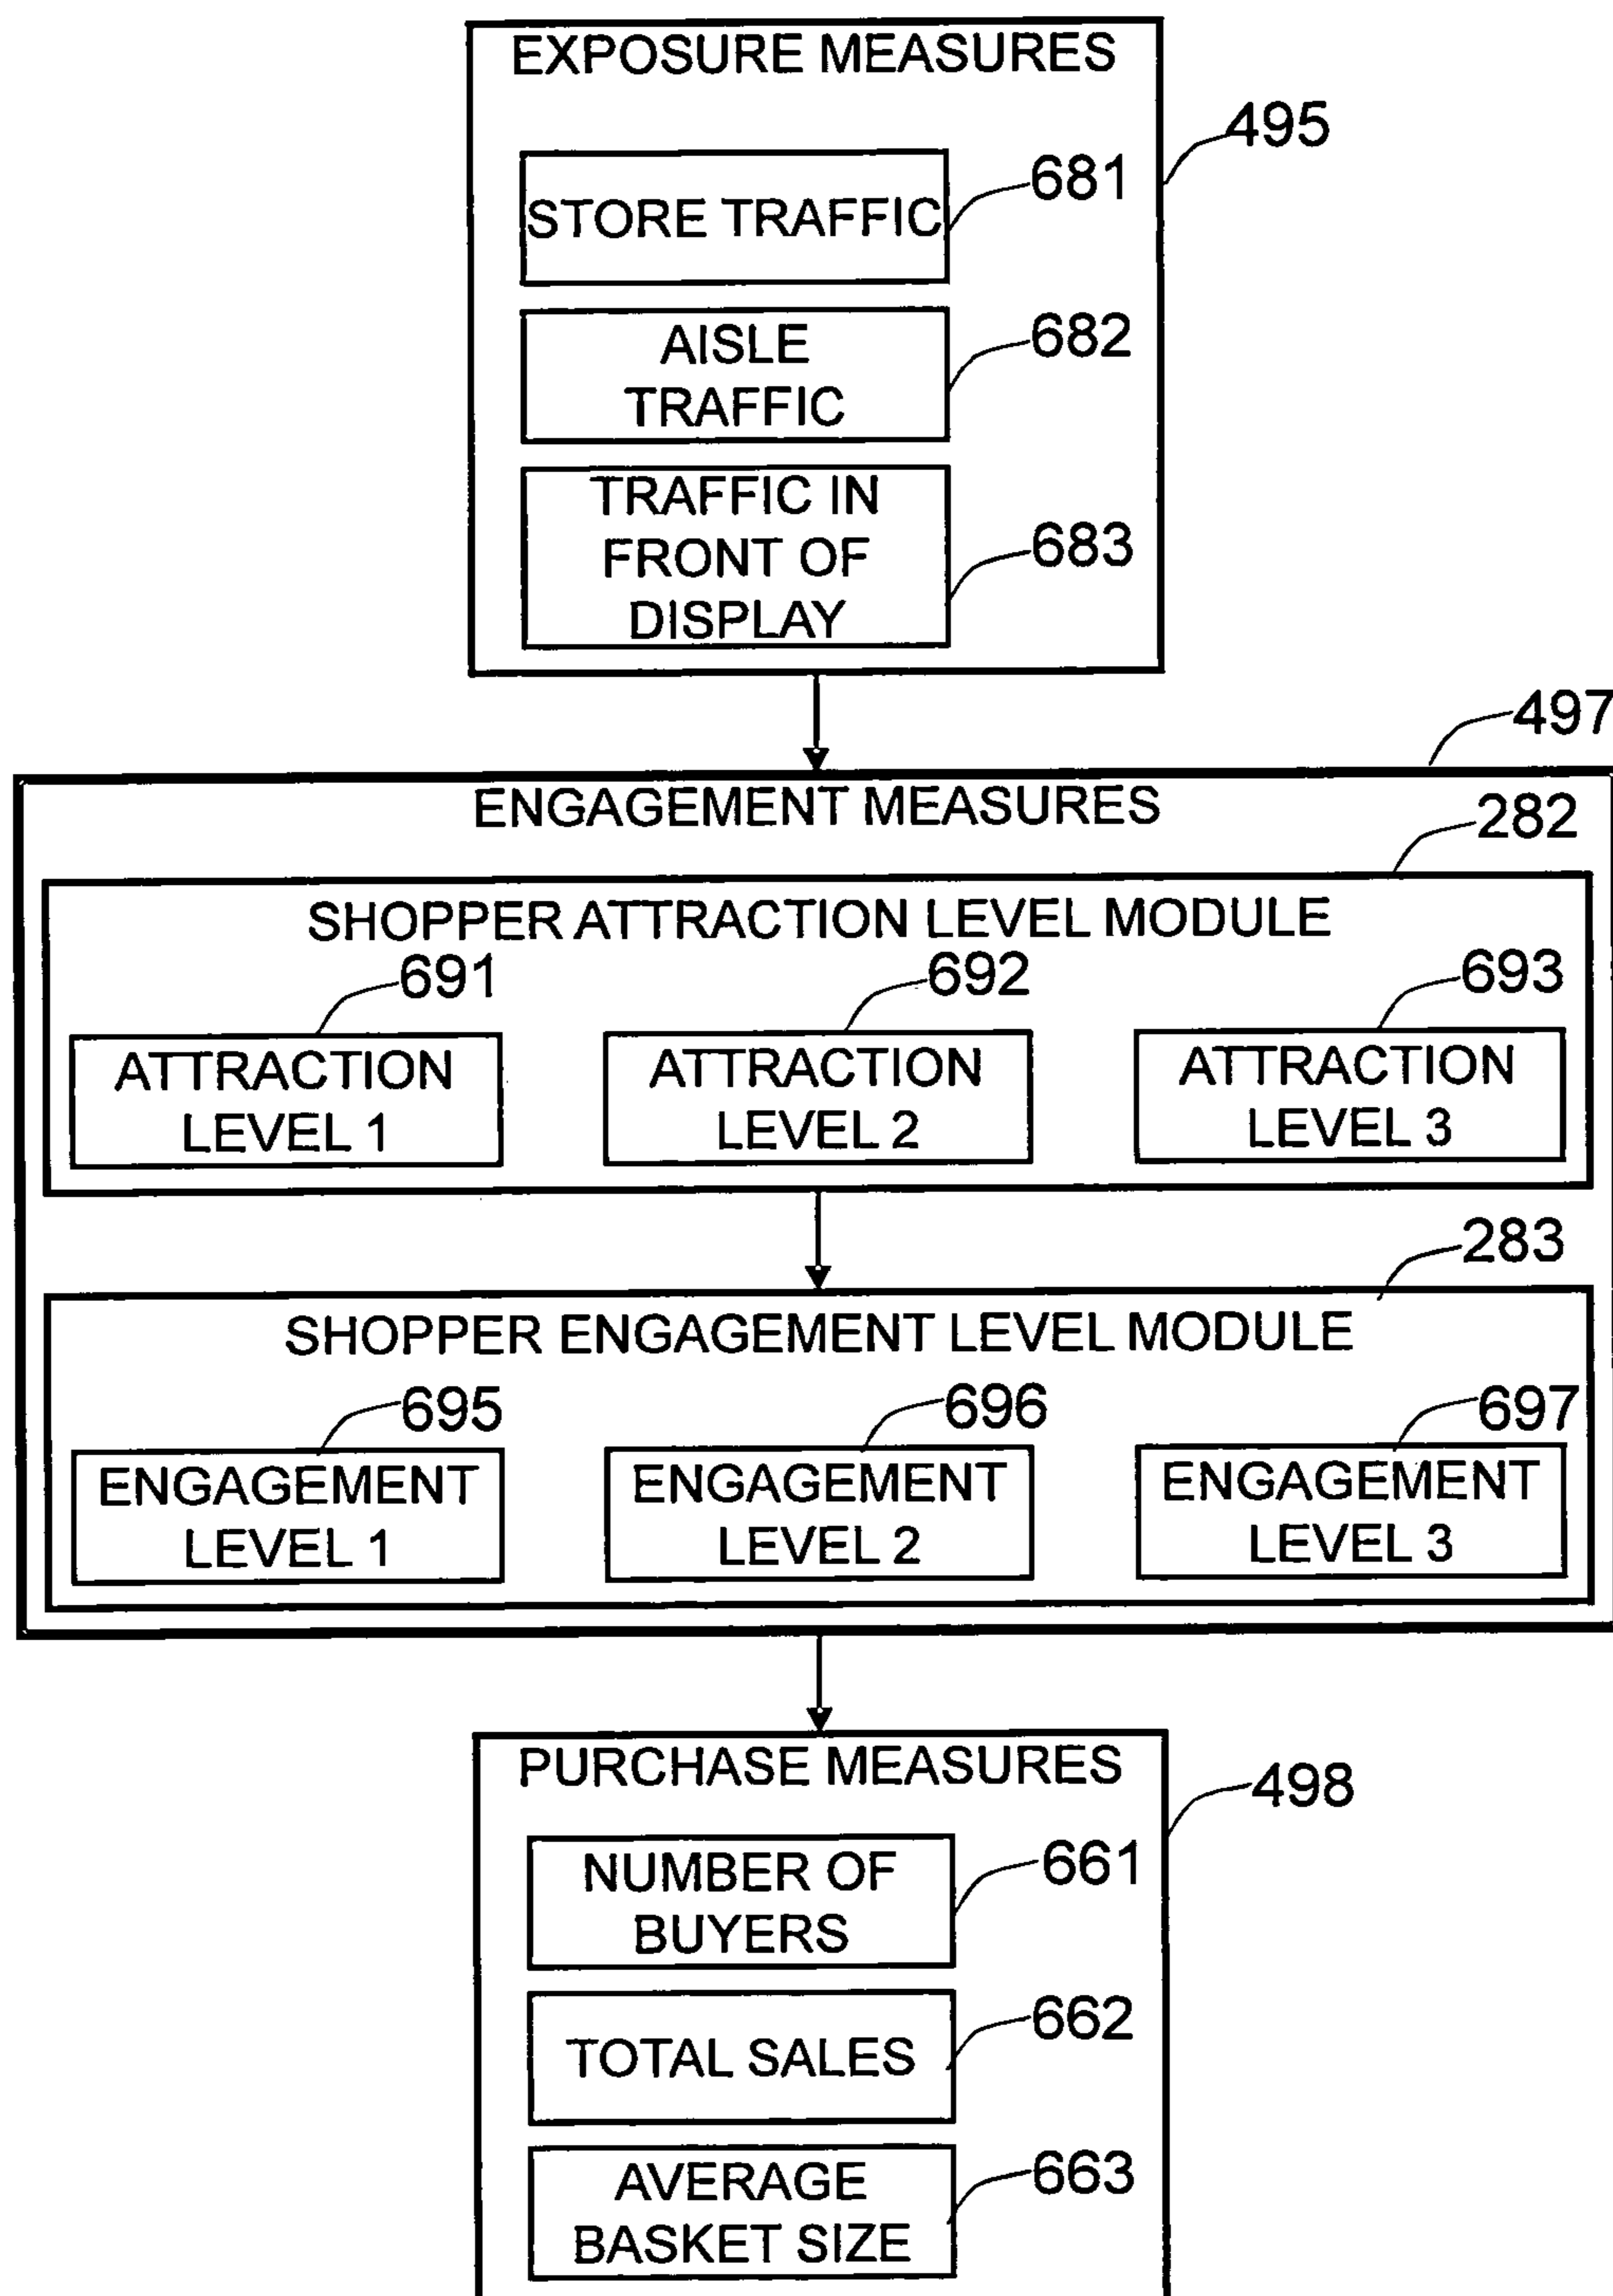 EXPOSURE MEASURES
495
681
STORE TRAFFIC
682
AISLE
TRAFFIC
TRAFFIC IN
FRONT OF
DISPLAY
683
497
ENGAGEMENT MEASURES
282
SHOPPER ATTRACTION LEVEL MODULE
691
692
693
ATTRACTION
LEVEL 1
ATTRACTION
LEVEL 2
ATTRACTION
LEVEL 3
283
SHOPPER ENGAGEMENT LEVEL MODULE
695
696
697
ENGAGEMENT
LEVEL 1
ENGAGEMENT
LEVEL 2
ENGAGEMENT
LEVEL 3
PURCHASE MEASURES
498
NUMBER OF
BUYERS
661
662
TOTAL SALES
AVERAGE
BASKET SIZE
663